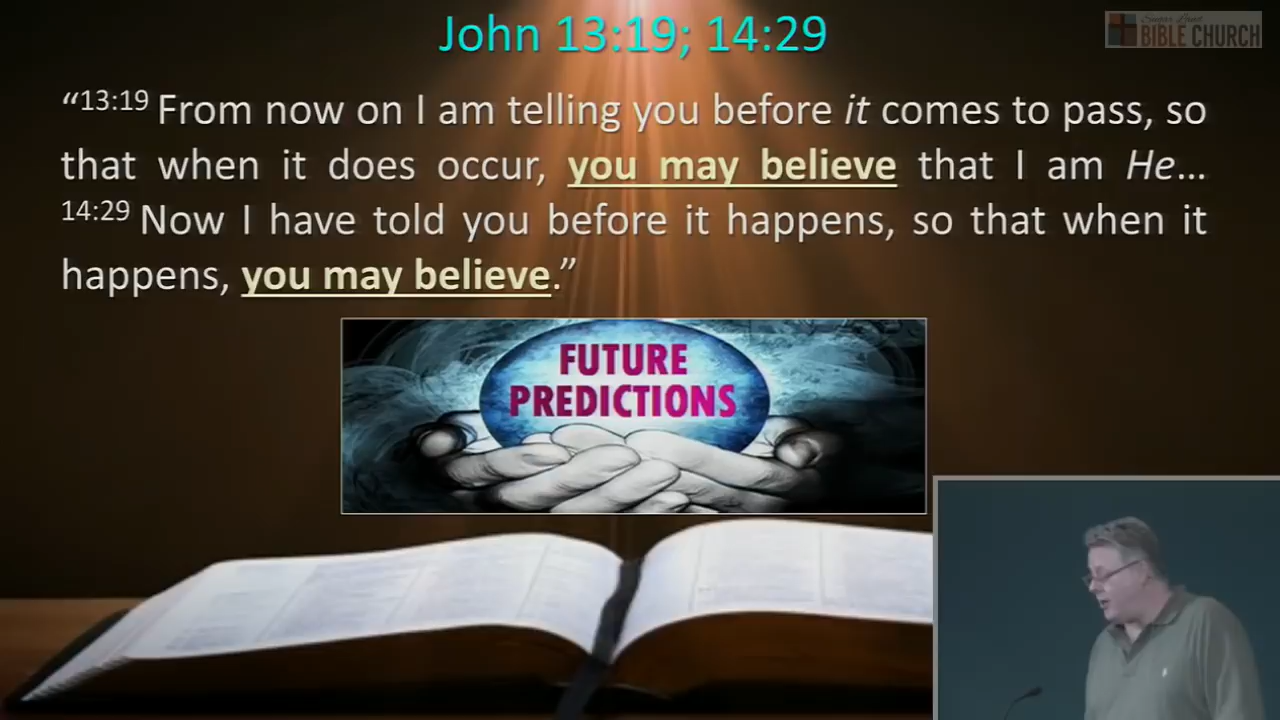 John 13:19; 14:29
Sugar Land
BIBLE CHURCH
“13:19 From now on I am telling you before it comes to pass, so
that when it does occur, you may believe that I am He…
14:29 Now I have told you before it happens, so that when it
happens, you may believe.”
FUTURE
PREDICTIONS